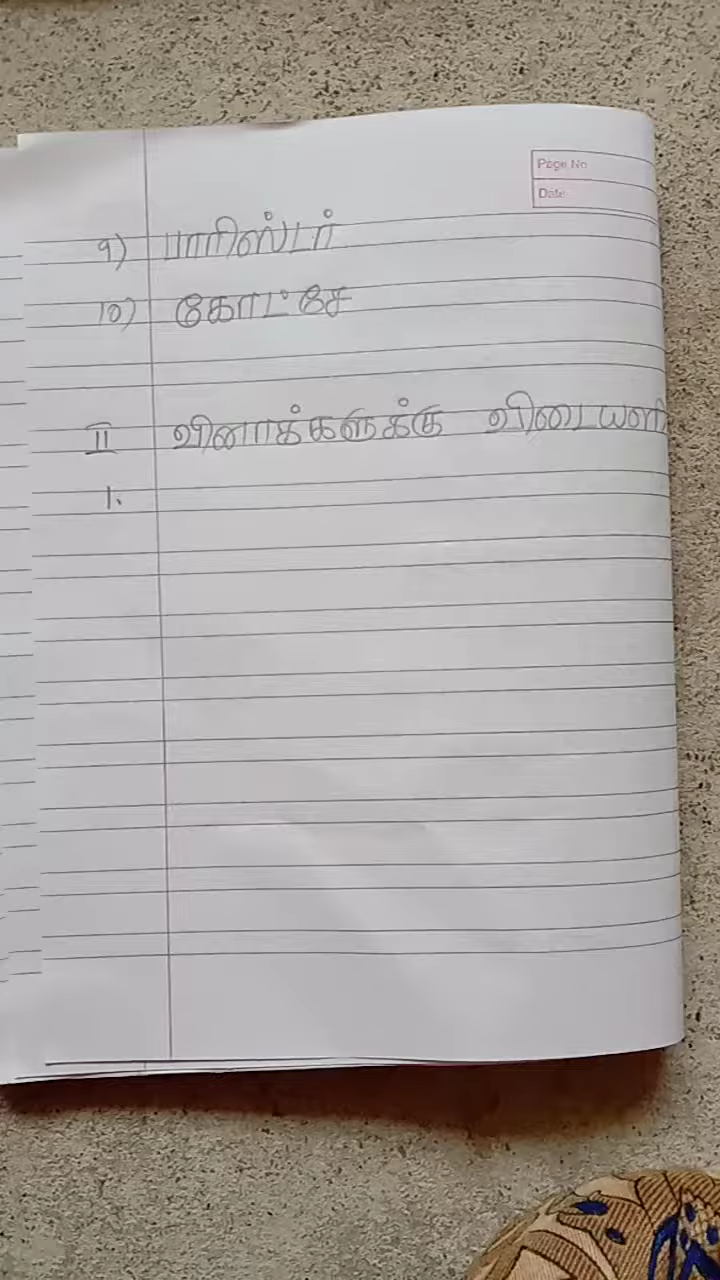 Page No
Date
9) பாரிஸ்டர்
10) கோட்சே
II வினாக்களுக்கு விடையளி
1.